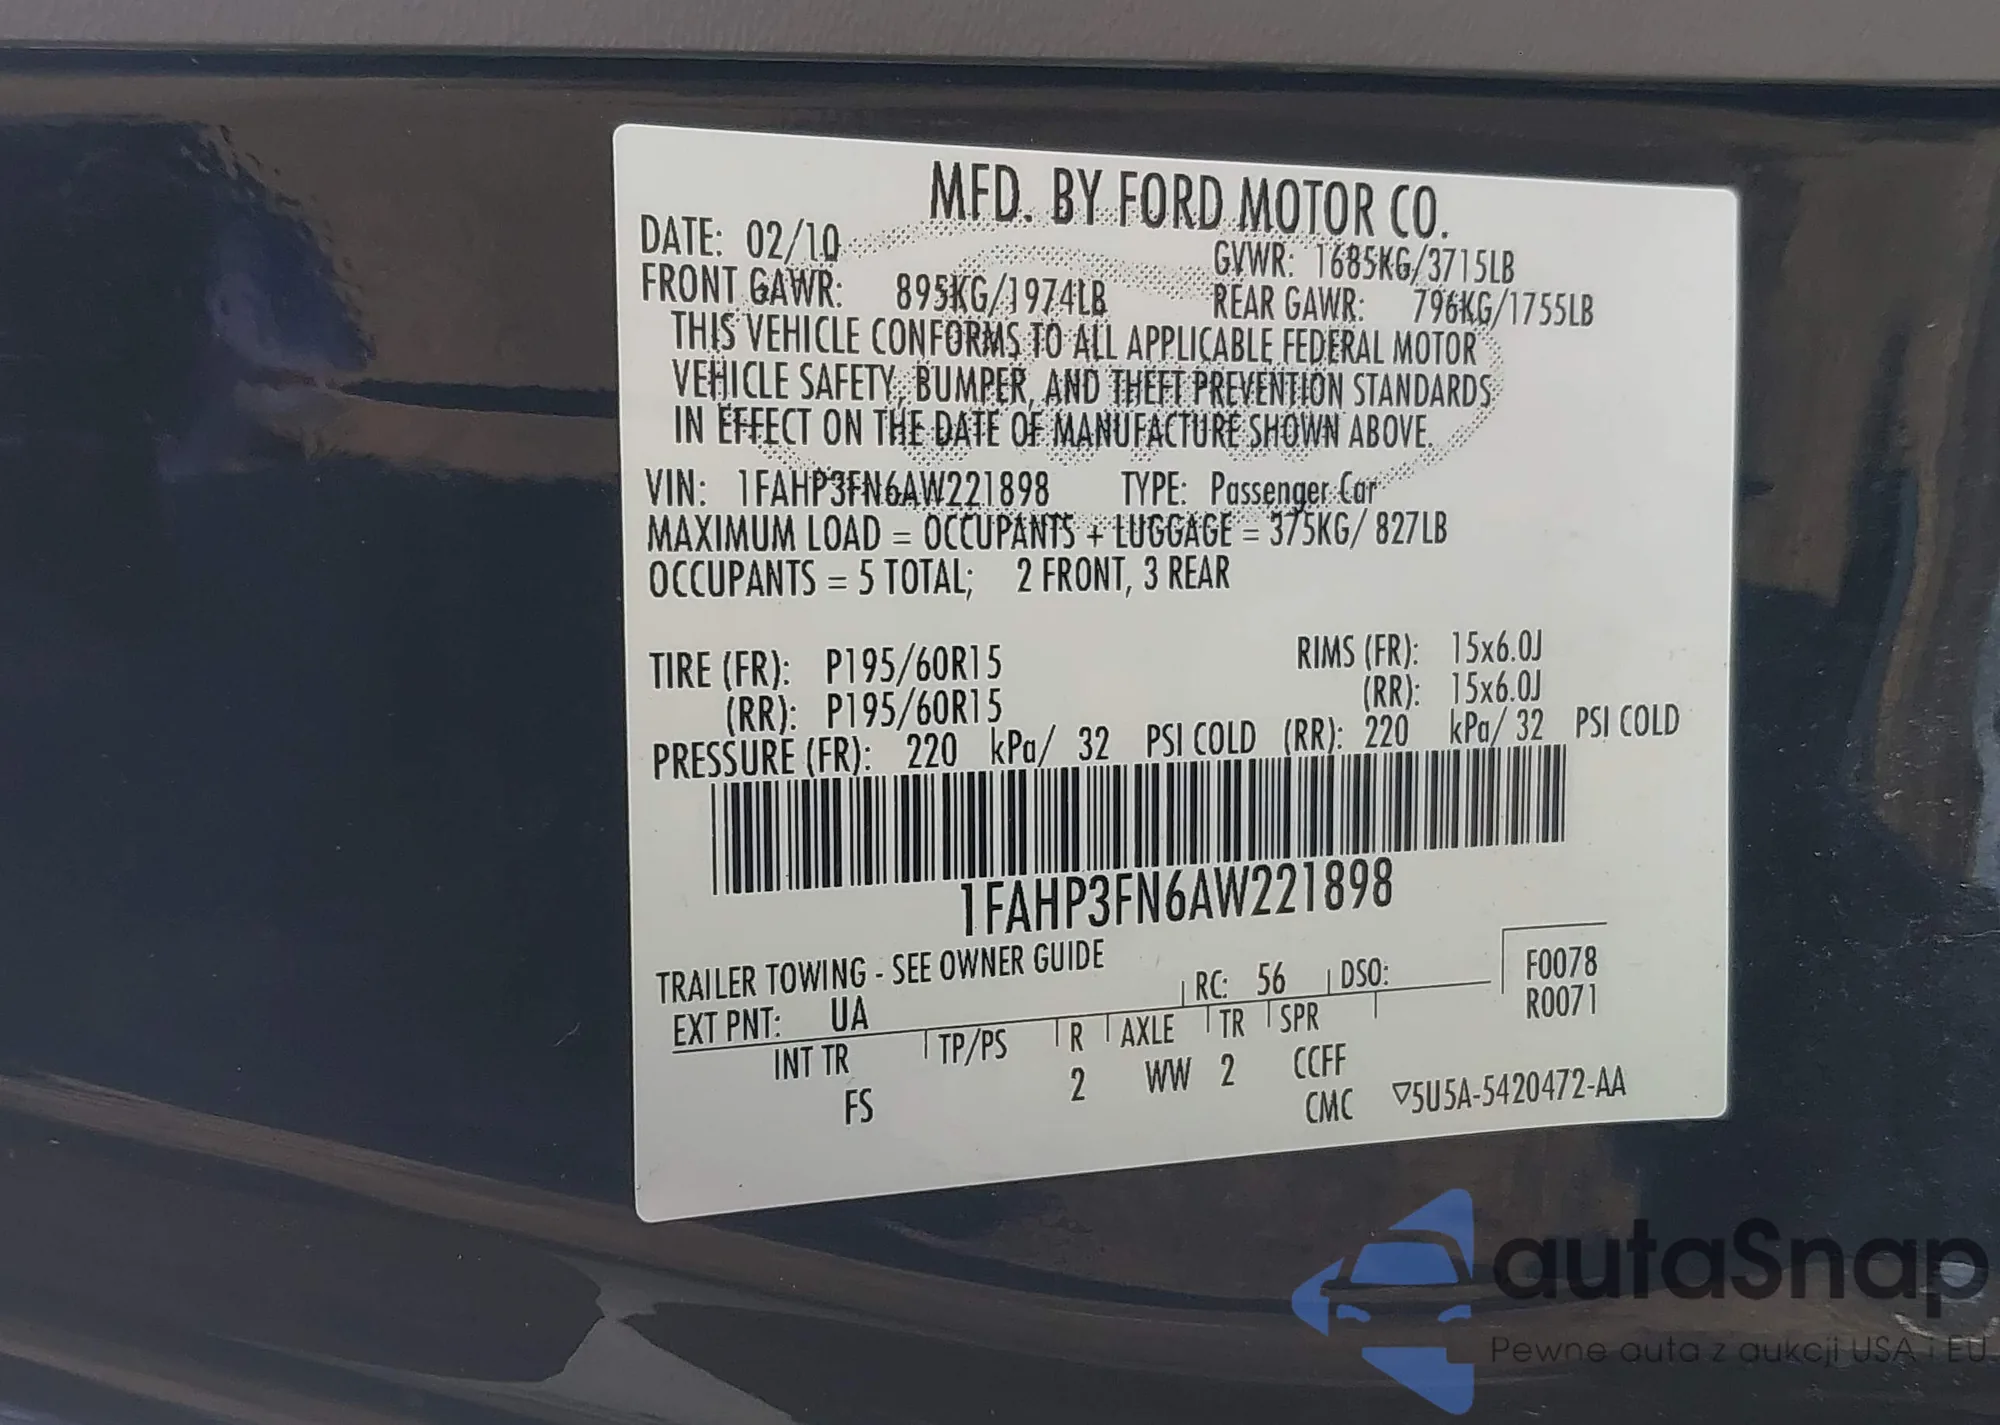 MFD. BY FORD MOTOR CO.
DATE: 02/10 GVWR: 1685KG/3715LB
FRONT GAWR: 895KG/1974LB REAR GAWR: 796KG/1755LB
THIS VEHICLE CONFORMS TO ALL APPLICABLE FEDERAL MOTOR
VEHICLE SAFETY, BUMPER, AND THEFT PREVENTION STANDARDS
IN EFFECT ON THE DATE OF MANUFACTURE SHOWN ABOVE.
VIN: 1FAHP3FN6AW221898 TYPE: Passenger Car
MAXIMUM LOAD = OCCUPANTS + LUGGAGE = 375KG/ 827LB
OCCUPANTS = 5 TOTAL; 2 FRONT, 3 REAR
TIRE (FR): P195/60R15 RIMS (FR): 15x6.0J
(RR): P195/60R15 (RR): 15x6.0J
PRESSURE (FR): 220 kPa/ 32 PSI COLD (RR): 220 kPa/ 32 PSI COLD
1FAHP3FN6AW221898
TRAILER TOWING - SEE OWNER GUIDE
EXT PNT: UA RC: 56 DSO: F0078
R0071
INT TR TP/PS R AXLE TR SPR
FS 2 WW 2 CCFF
CMC ▽5U5A-5420472-AA
autaSnap
Pewne auta z aukcji USA i EU